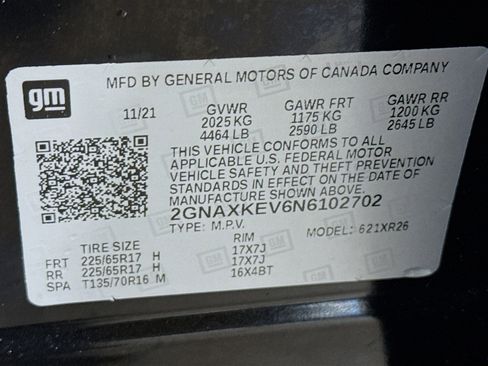 gm
MFD BY GENERAL MOTORS OF CANADA COMPANY
11/21 GVWR GAWR FRT GAWR RR
2025 KG 1175 KG 1200 KG
4464 LB 2590 LB 2645 LB
THIS VEHICLE CONFORMS TO ALL
APPLICABLE U.S. FEDERAL MOTOR
VEHICLE SAFETY AND THEFT PREVENTION
STANDARDS IN EFFECT ON THE DATE OF
MANUFACTURE SHOWN ABOVE.
2GNAXKEV6N6102702
TYPE: M.P.V. MODEL: 621XR26
TIRE SIZE RIM
FRT 225/65R17 H 17X7J
RR 225/65R17 H 17X7J
SPA T135/70R16 M 16X4BT